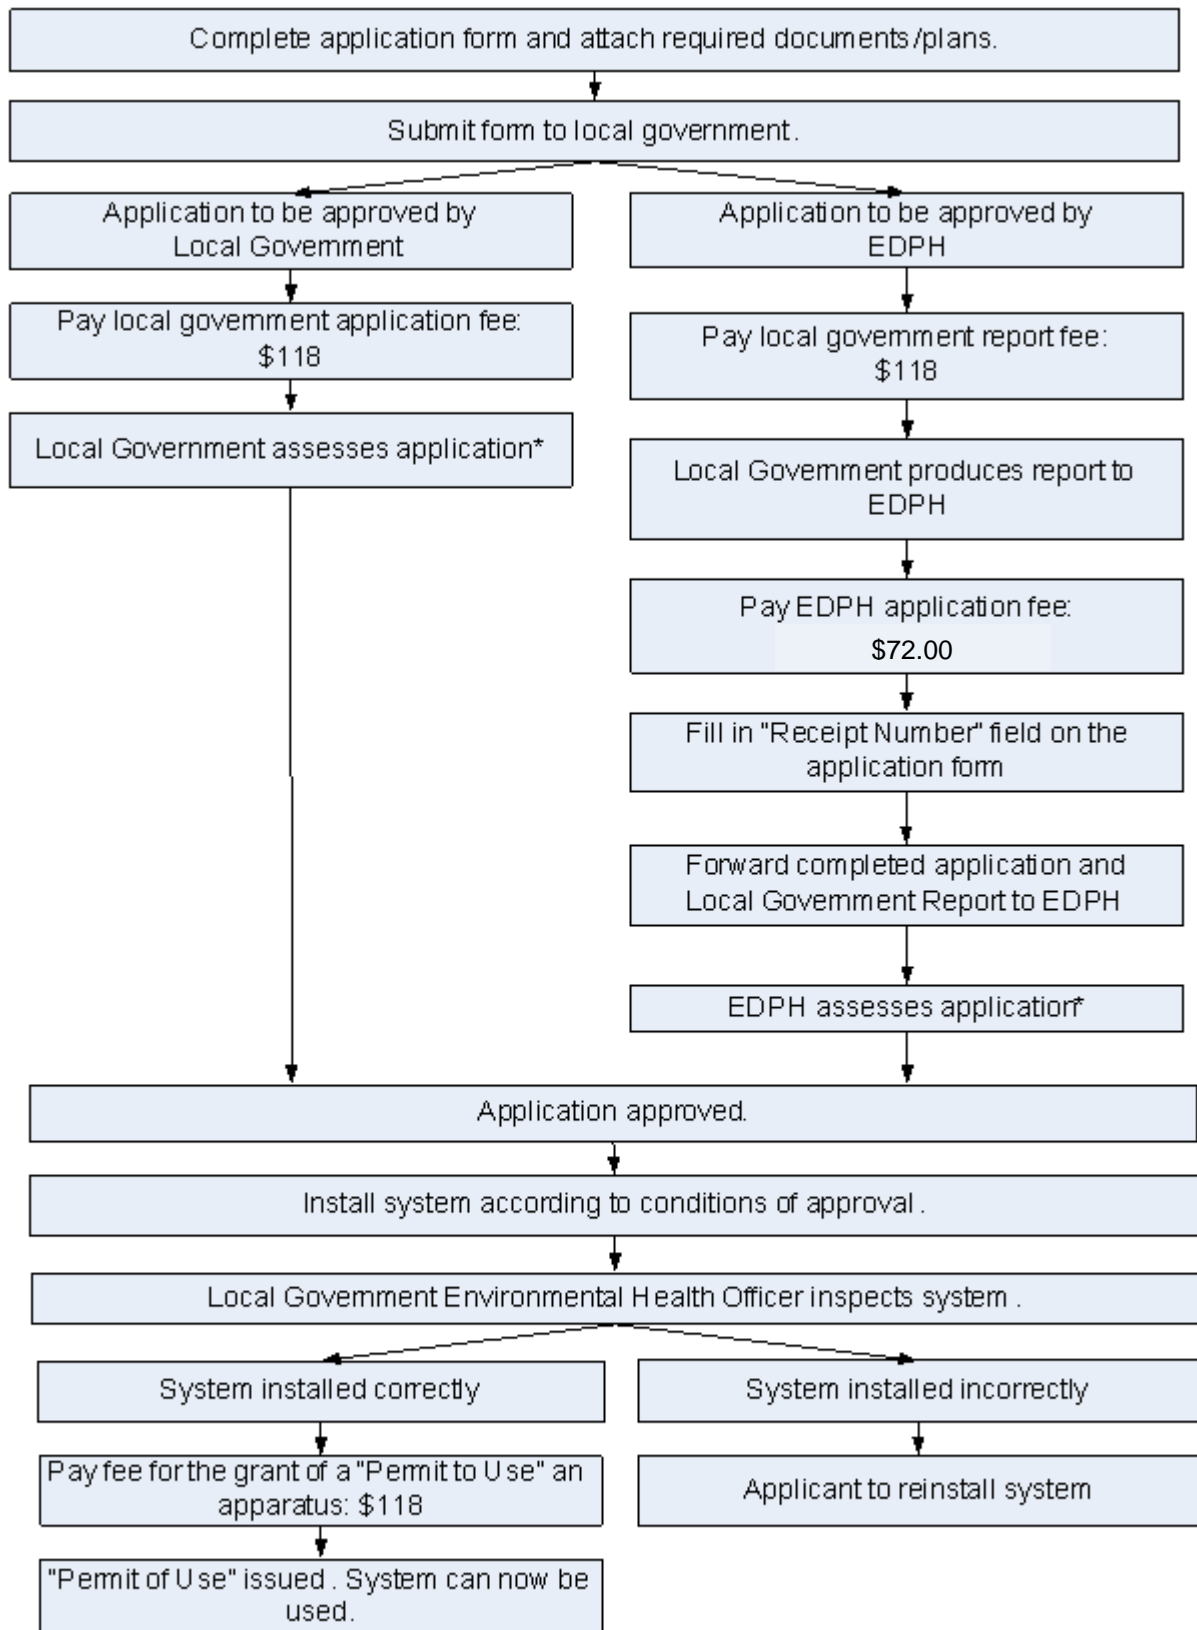 Complete application form and attach required documents/plans.
Submit form to local government.
Application to be approved by
Local Government
Pay local government application fee:
$118
Local Government assesses application*
Application to be approved by
EDPH
Pay local government report fee:
$118
Local Government produces report to
EDPH
Pay EDPH application fee:
$72.00
Fill in "Receipt Number" field on the
application form
Forward completed application and
Local Government Report to EDPH
EDPH assesses application*
Application approved.
Install system according to conditions of approval.
Local Government Environmental Health Officer inspects system.
System installed correctly
Pay fee for the grant of a "Permit to Use" an
apparatus: $118
"Permit of Use" issued. System can now be
used.
System installed incorrectly
Applicant to reinstall system